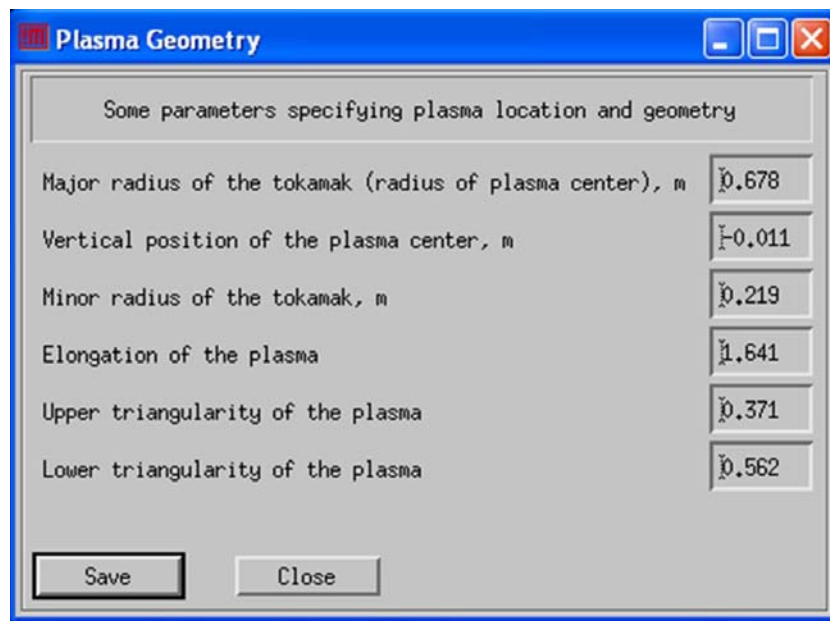 Plasma Geometry
Some parameters specifying plasma location and geometry
Major radius of the tokamak (radius of plasma center), m 0.678
Vertical position of the plasma center, m -0.011
Minor radius of the tokamak, m 0.219
Elongation of the plasma 1.641
Upper triangularity of the plasma 0.371
Lower triangularity of the plasma 0.562
Save Close